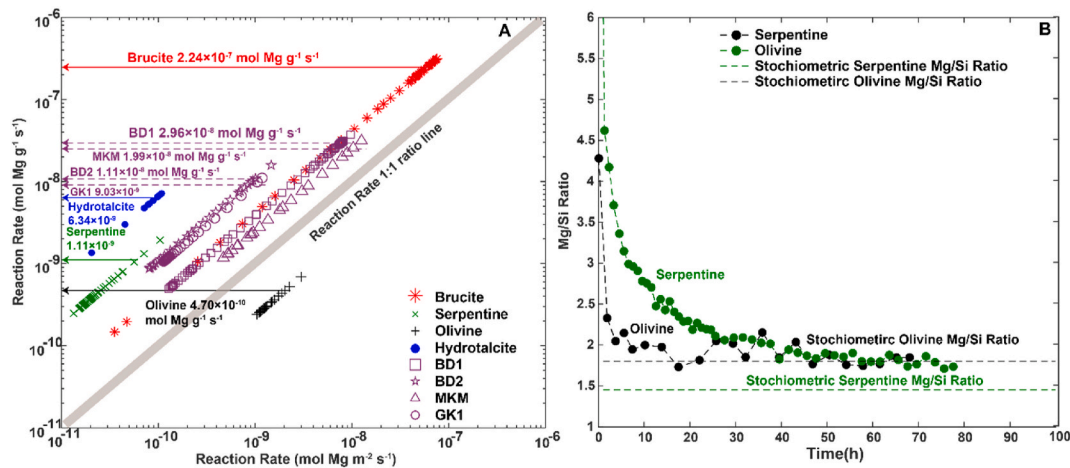 A
10⁻⁶
10⁻⁷
10⁻⁸
10⁻⁹
10⁻¹⁰
10⁻¹¹
Reaction Rate (mol Mg g⁻¹ s⁻¹)
Brucite 2.24×10⁻⁷ mol Mg g⁻¹ s⁻¹
BD1 2.96×10⁻⁸ mol Mg g⁻¹ s⁻¹
MKM 1.99×10⁻⁸ mol Mg g⁻¹ s⁻¹
BD2 1.11×10⁻⁸ mol Mg g⁻¹ s⁻¹
GK1 9.03×10⁻⁹
Hydrotalcite
6.34×10⁻⁹
Serpentine
1.11×10⁻⁹
Olivine 4.70×10⁻¹⁰
mol Mg g⁻¹ s⁻¹
Reaction Rate 1:1 ratio line
Brucite
Serpentine
Olivine
Hydrotalcite
BD1
BD2
MKM
GK1
10⁻¹¹ 10⁻¹⁰ 10⁻⁹ 10⁻⁸ 10⁻⁷ 10⁻⁶
Reaction Rate (mol Mg m⁻² s⁻¹)
B
Serpentine
Olivine
Stochiometric Serpentine Mg/Si Ratio
Stochiometirc Olivine Mg/Si Ratio
6
5.5
5
4.5
4
3.5
3
2.5
2
1.5
1
Mg/Si Ratio
Serpentine
Olivine
Stochiometirc Olivine Mg/Si Ratio
Stochiometric Serpentine Mg/Si Ratio
0 10 20 30 40 50 60 70 80 90 100
Time(h)